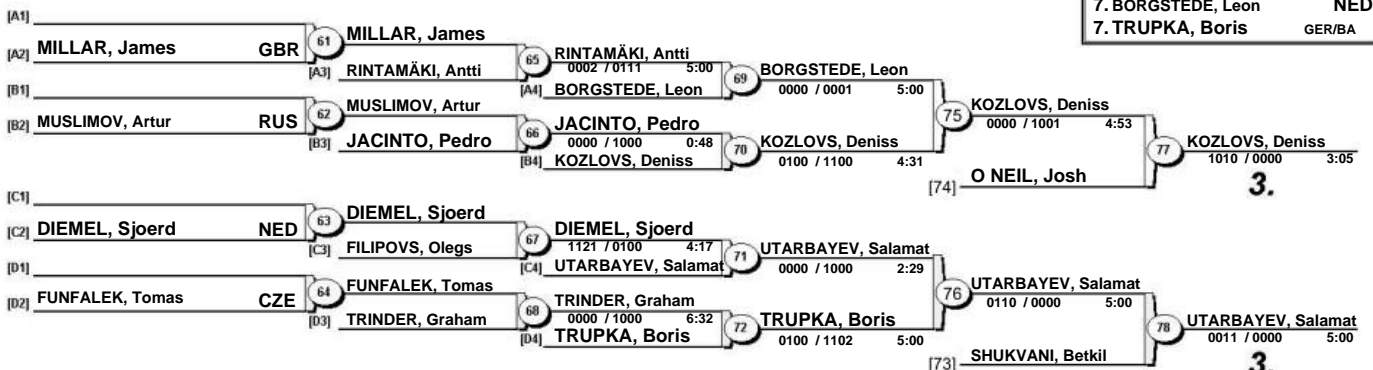 7. BORGSTEDE, Leon NED
7. TRUPKA, Boris GER/BA
[A1]
[A2] MILLAR, James GBR
61 MILLAR, James
[A3] RINTAMÄKI, Antti
65 RINTAMÄKI, Antti
0002 / 0111 5:00
[A4] BORGSTEDE, Leon
69 BORGSTEDE, Leon
0000 / 0001 5:00
[B1]
[B2] MUSLIMOV, Artur RUS
62 MUSLIMOV, Artur
[B3] JACINTO, Pedro
66 JACINTO, Pedro
0000 / 1000 0:48
[B4] KOZLOVS, Deniss
70 KOZLOVS, Deniss
0100 / 1100 4:31
75 KOZLOVS, Deniss
0000 / 1001 4:53
[74] O NEIL, Josh
77 KOZLOVS, Deniss
1010 / 0000 3:05
3.
[C1]
[C2] DIEMEL, Sjoerd NED
63 DIEMEL, Sjoerd
[C3] FILIPOVS, Olegs
67 DIEMEL, Sjoerd
1121 / 0100 4:17
[C4] UTARBAYEV, Salamat
71 UTARBAYEV, Salamat
0000 / 1000 2:29
[D1]
[D2] FUNFALEK, Tomas CZE
64 FUNFALEK, Tomas
[D3] TRINDER, Graham
68 TRINDER, Graham
0000 / 1000 6:32
[D4] TRUPKA, Boris
72 TRUPKA, Boris
0100 / 1102 5:00
76 UTARBAYEV, Salamat
0110 / 0000 5:00
[73] SHUKVANI, Betkil
78 UTARBAYEV, Salamat
0011 / 0000 5:00
3.